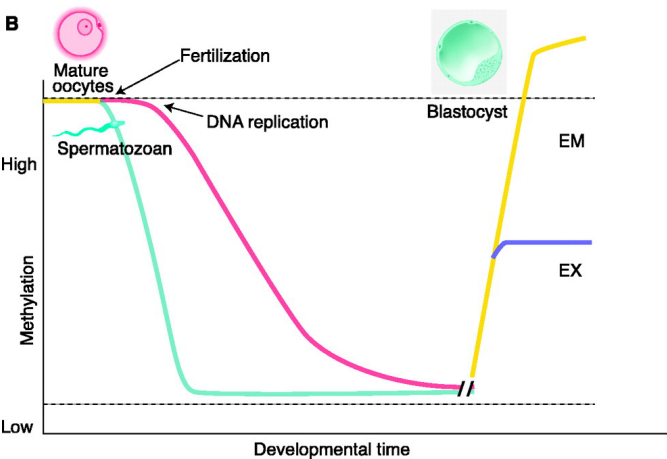 B
Mature
oocytes
Fertilization
DNA replication
Spermatozoan
Blastocyst
High
EM
EX
Methylation
Low
Developmental time